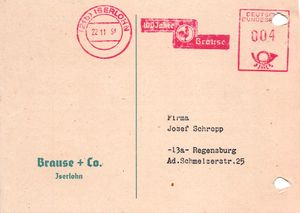 (21b) ISERLOHN
22.11.51
100 Jahre
Brause
DEUTSCHE
BUNDESPOST
004
Firma
Josef Schropp
-13a- Regensburg
Ad.Schmelzerstr.25
Brause + Co.
Iserlohn